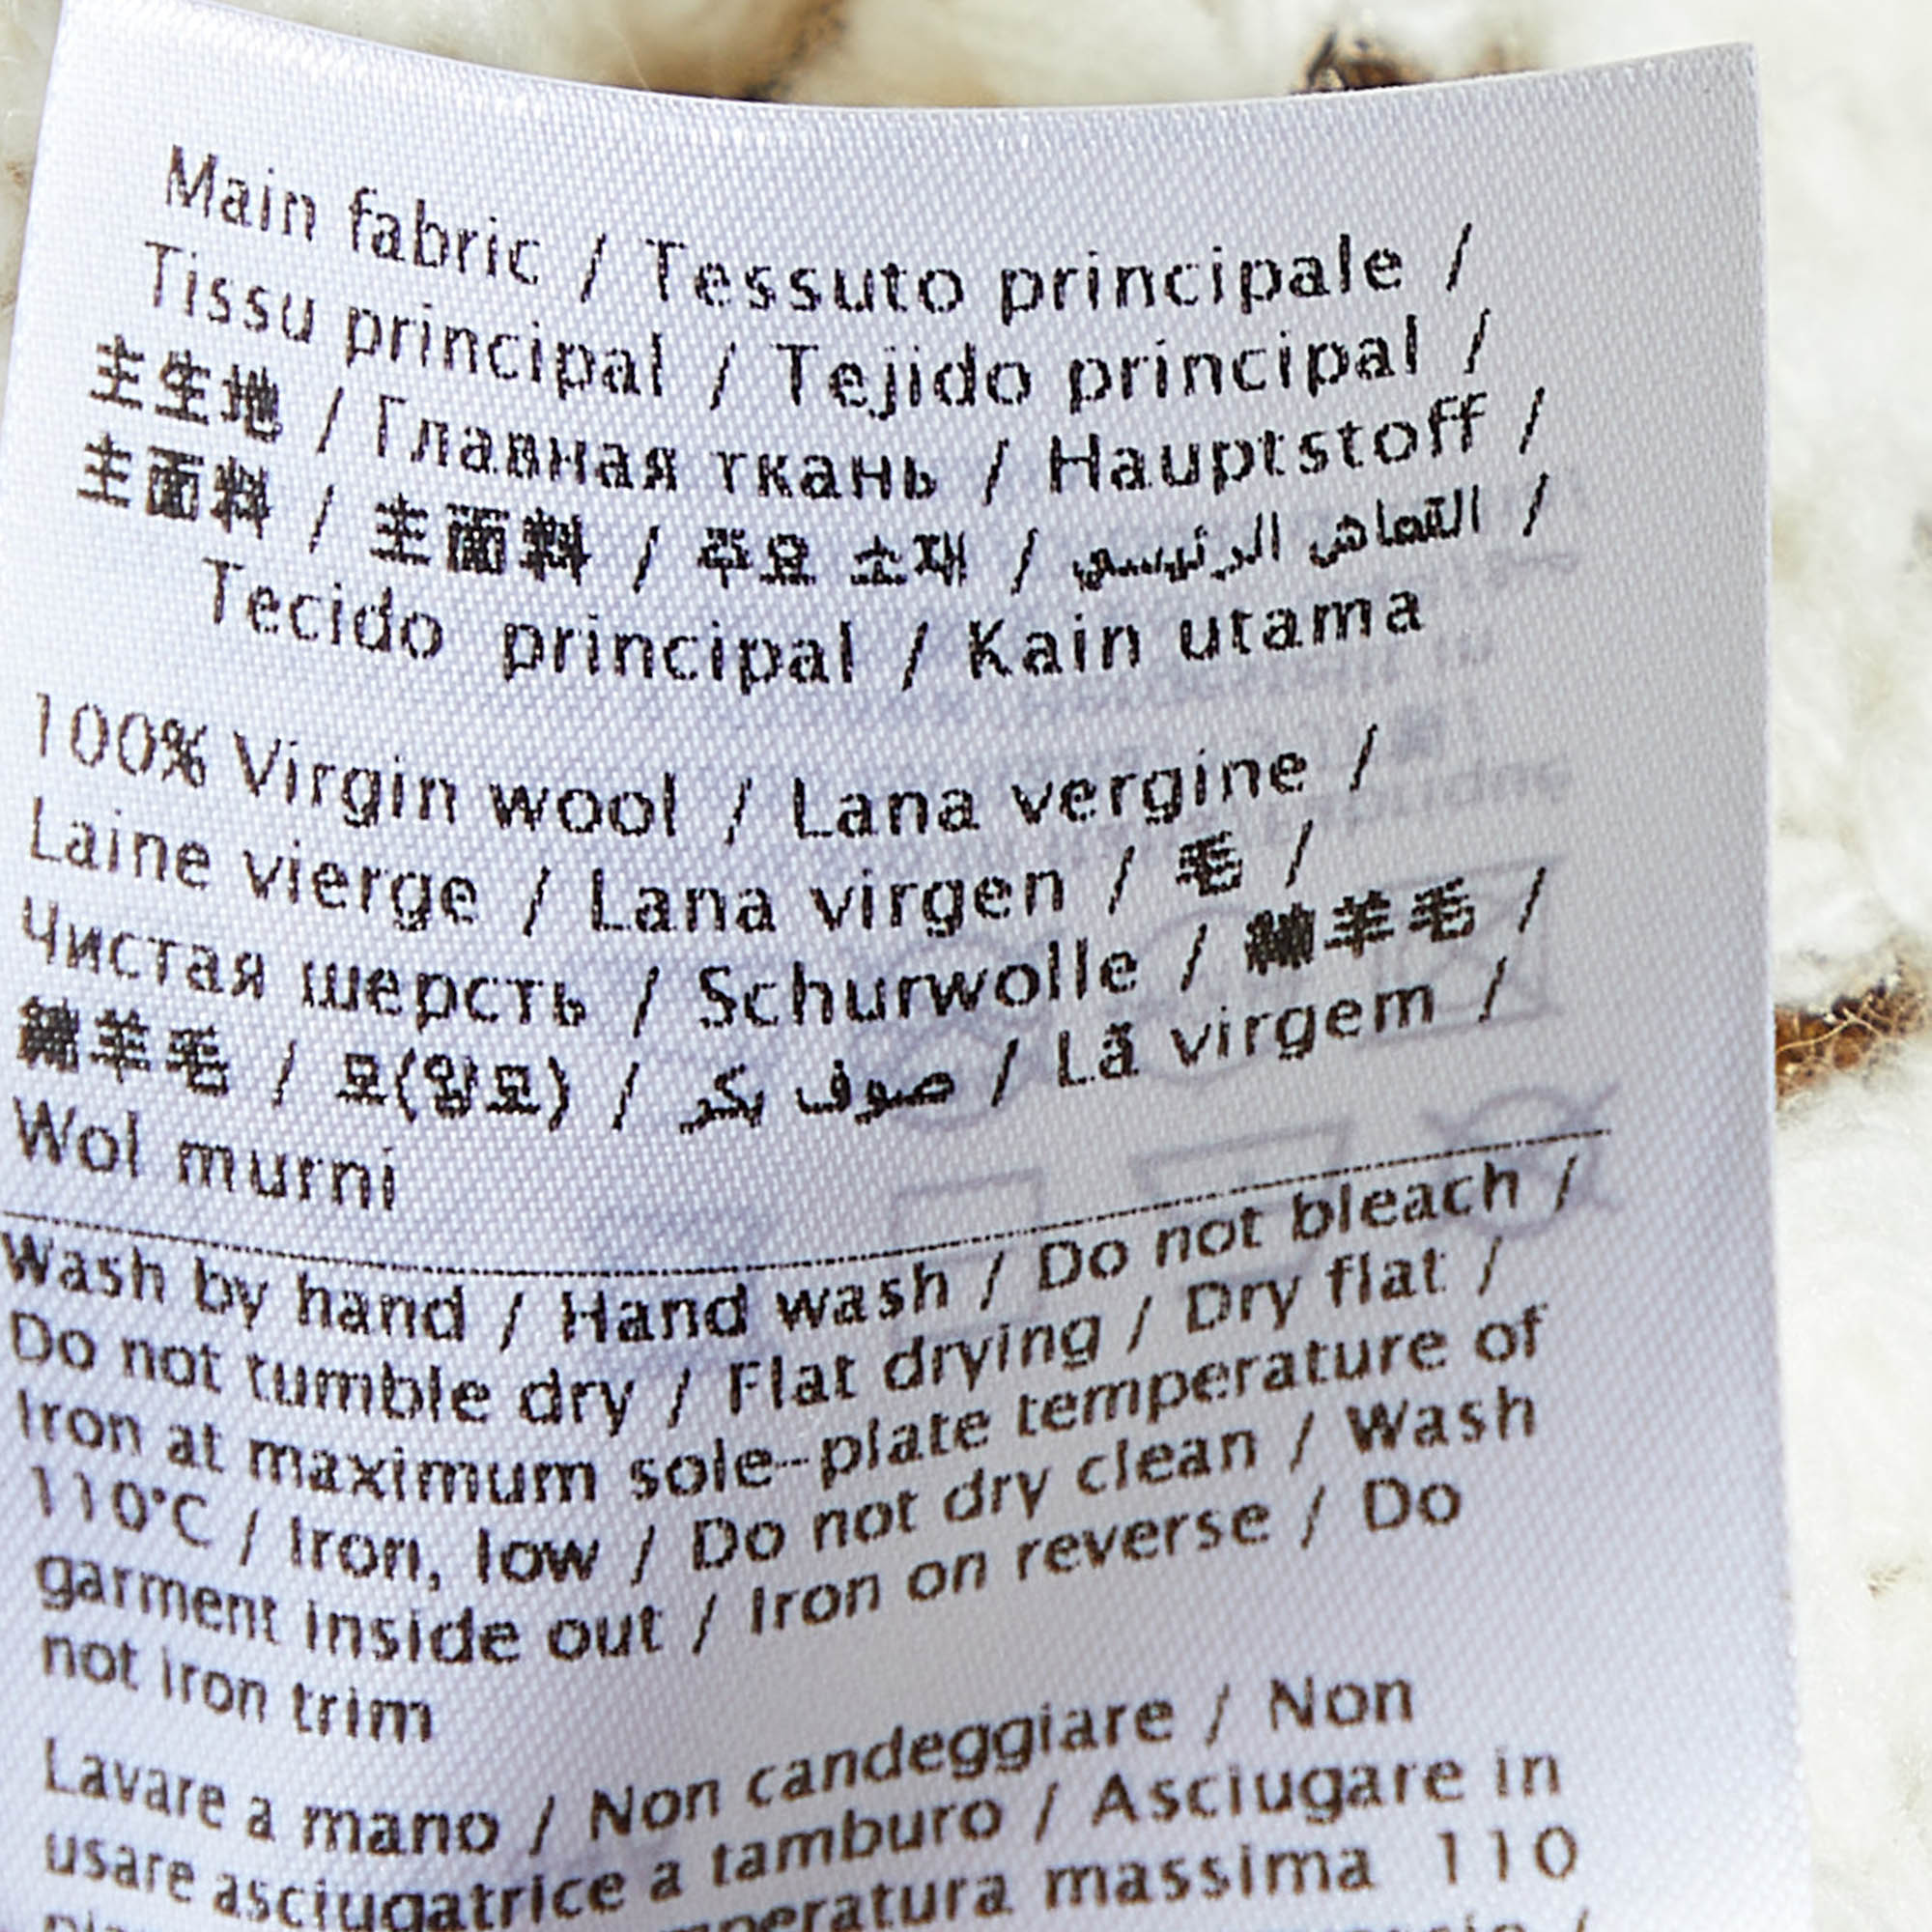 Main fabric / Tessuto principale /
Tissu principal / Tejido principal /
主生地 / Главная ткань / Hauptstoff /
主面料 / 主面料 / 주요 소재 / القماش الرئيسي /
Tecido principal / Kain utama
100% Virgin wool / Lana vergine /
Laine vierge / Lana virgen / 毛 /
Чистая шерсть / Schurwolle / 綿羊毛 /
綿羊毛 / 모(양모) / صوف بكر / Lã virgem /
Wol murni
Wash by hand / Hand wash / Do not bleach /
Do not tumble dry / Flat drying / Dry flat /
Iron at maximum sole-plate temperature of
110°C / Iron, low / Do not dry clean / Wash
garment inside out / Iron on reverse / Do
not iron trim
Lavare a mano / Non candeggiare / Non
usare asciugatrice a tamburo / Asciugare in
massima 110